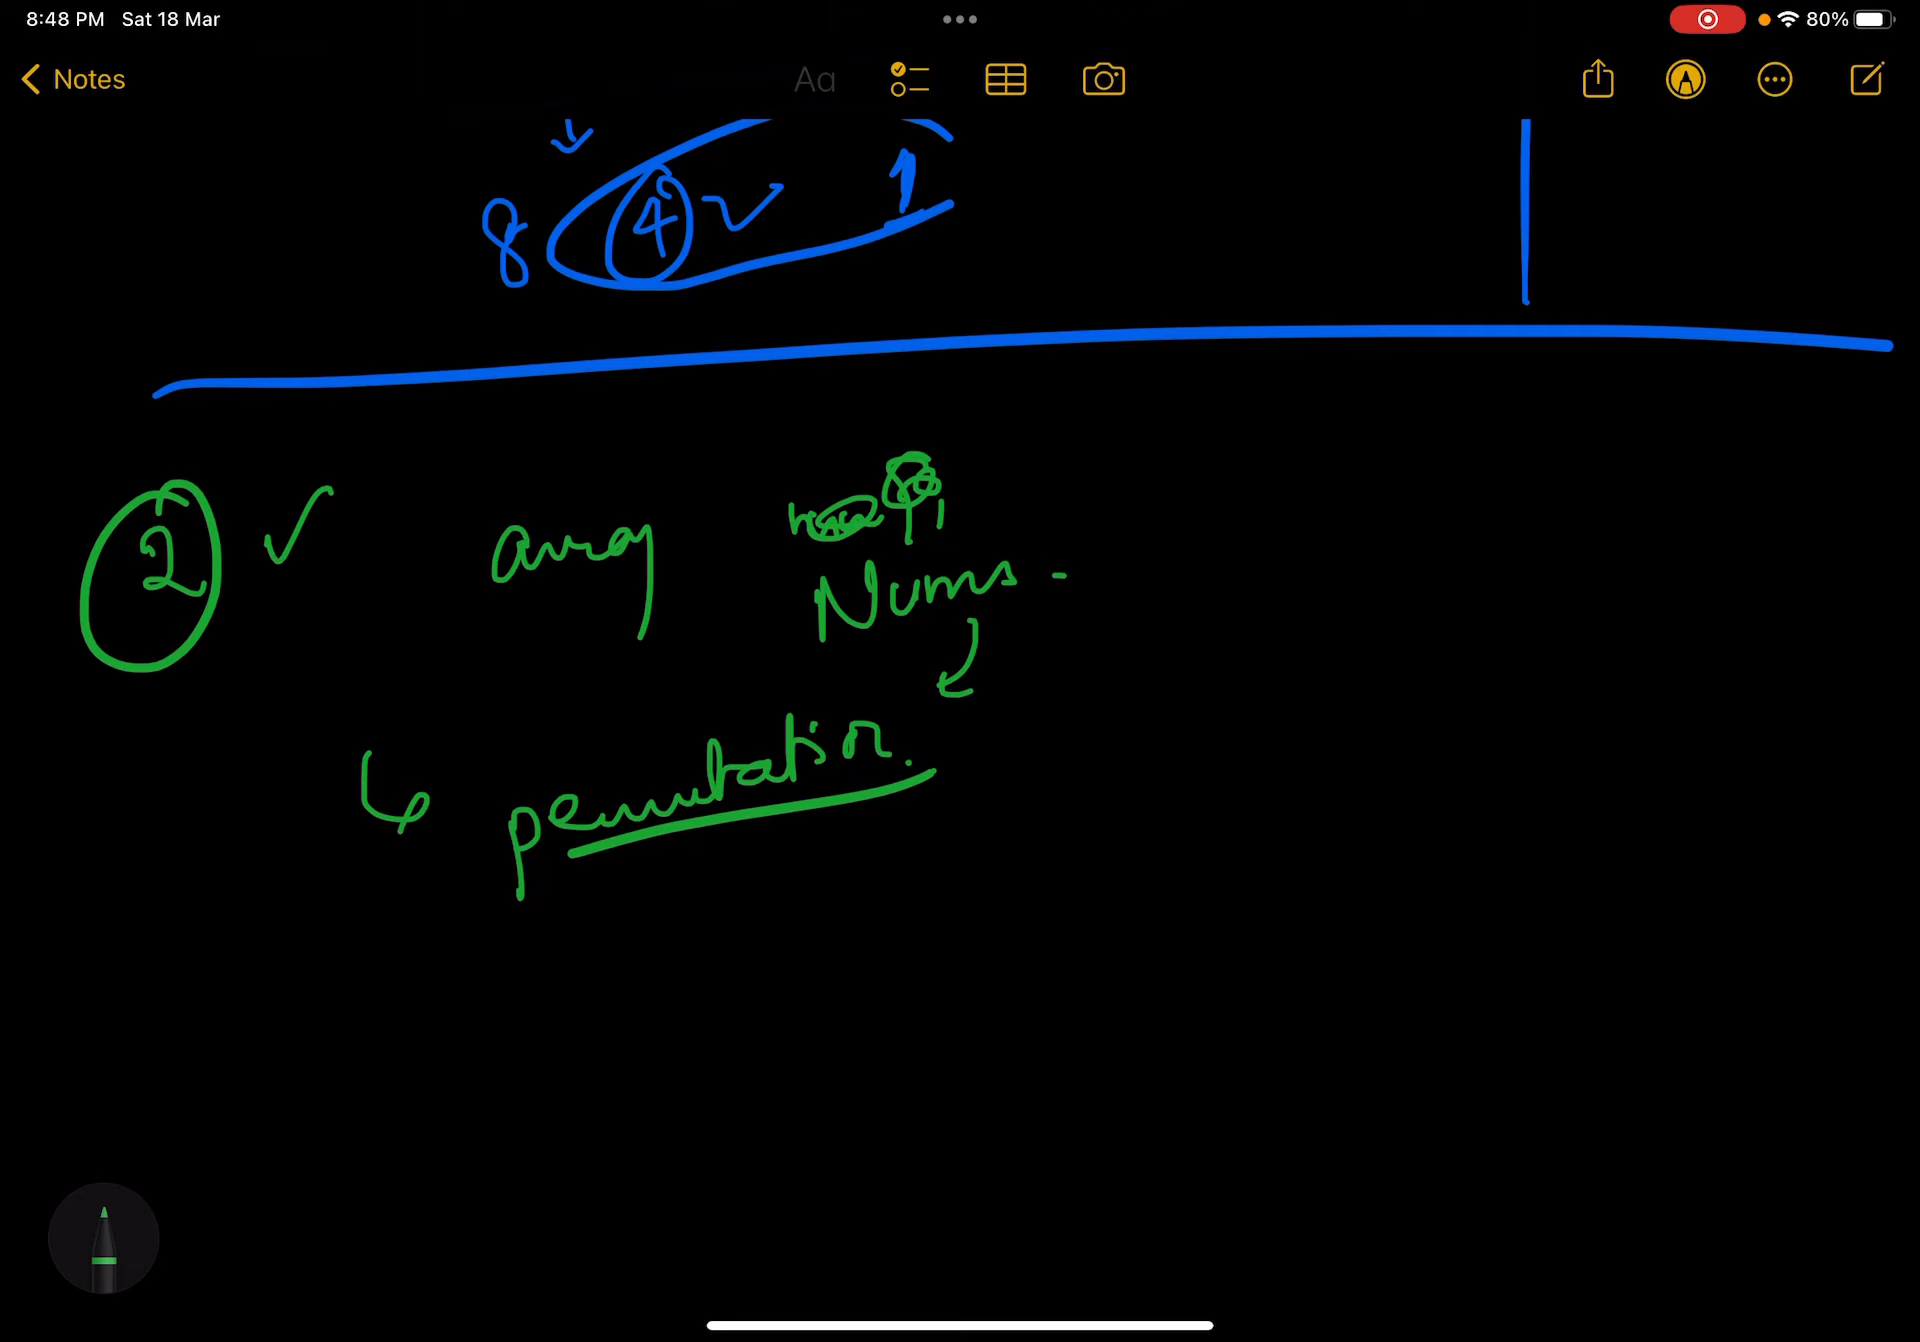 8:48 PM Sat 18 Mar
80%
Notes
Aa
8 4 1
2 array
Nums -
permutation.